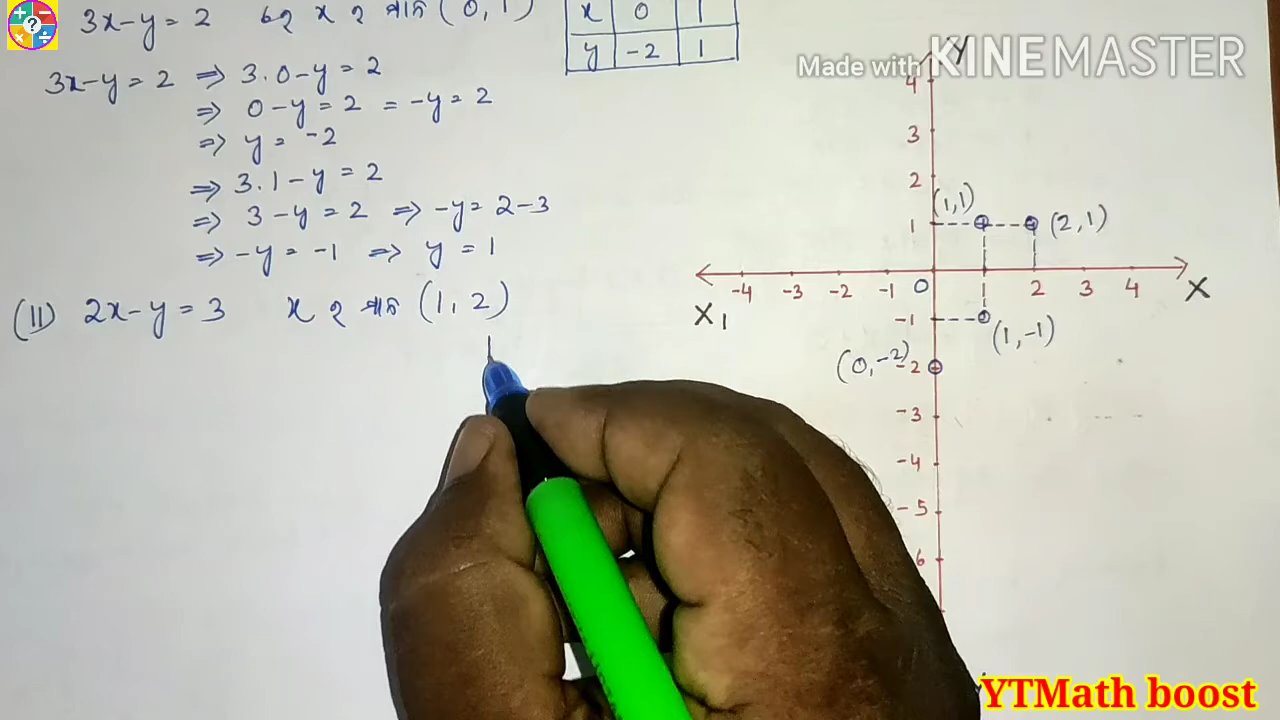 3x-y = 2 x ৰ মান (0, 1)
x 0 1
y -2 1
3x-y = 2 ⇒ 3.0-y = 2
⇒ 0-y = 2 = -y = 2
⇒ y = -2
⇒ 3.1-y = 2
⇒ 3-y = 2 ⇒ -y = 2-3
⇒ -y = -1 ⇒ y = 1
(II) 2x-y = 3 x ৰ মান (1, 2)
Made with KINEMASTER
Y
4
3
2
1
(1,1) (2,1)
-4 -3 -2 -1 0 1 2 3 4
X1 X
-1
(1,-1)
(0,-2) -2
-3
-4
-5
6
YTMath boost